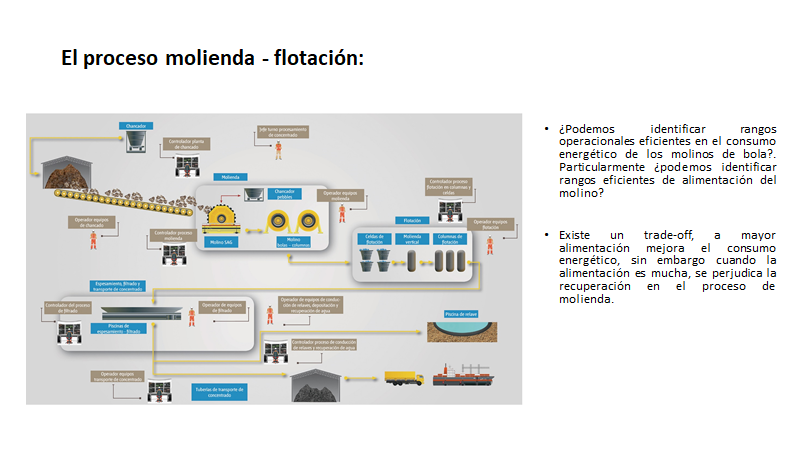 El proceso molienda - flotación:
Chancador
Controlador planta
de chancado
Jefe turno procesamiento
de concentrado
Molienda
Chancador
pebbles
Operador equipos
molienda
Controlador proceso
flotación en columnas y
celdas
Operador equipos
de chancado
Controlador proceso
molienda
Molino SAG
Molino
bolas - columnas
Flotación
Operador equipos
flotación
Celdas de
flotación
Molienda
vertical
Columnas de
flotación
Espesamiento, filtrado y
transporte de concentrado
Controlador del proceso
de filtrado
Operador de equipos
de filtrado
Piscinas de
espesamiento - filtrado
Operador de equipo de conduc-
ción de relaves, depositación y
recuperación de agua
Piscina de relave
Controlador proceso de conducción
de relaves y recuperación de agua
Operador equipos
transporte de concentrado
Tuberías de transporte de
concentrado
• ¿Podemos identificar rangos
operacionales eficientes en el consumo
energético de los molinos de bola?.
Particularmente ¿podemos identificar
rangos eficientes de alimentación del
molino?
• Existe un trade-off, a mayor
alimentación mejora el consumo
energético, sin embargo cuando la
alimentación es mucha, se perjudica la
recuperación en el proceso de
molienda.